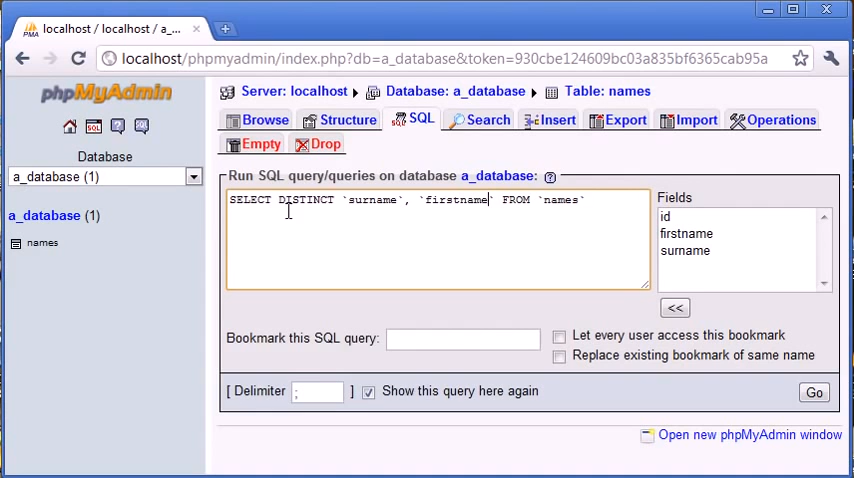 localhost / localhost / a_...
PMA
localhost/phpmyadmin/index.php?db=a_database&token=930cbe124609bc03a835bf6365cab95a
phpMyAdmin
Server: localhost Database: a_database Table: names
Browse Structure SQL Search Insert Export Import Operations
Empty Drop
SQL
Database
a_database (1)
a_database (1)
names
Run SQL query/queries on database a_database:
SELECT DISTINCT `surname`, `firstname` FROM `names`
Fields
id
firstname
surname
<<
Bookmark this SQL query:
Let every user access this bookmark
Replace existing bookmark of same name
[ Delimiter ; ] Show this query here again
Go
Open new phpMyAdmin window